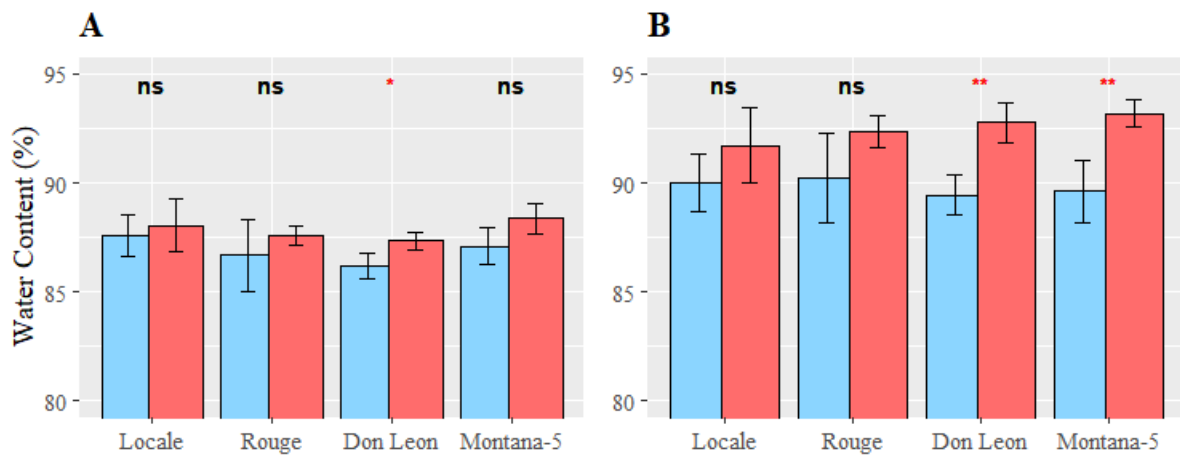 A
B
Water Content (%)
95
90
85
80
ns
ns
*
ns
Locale
Rouge
Don Leon
Montana-5
95
90
85
80
ns
ns
**
**
Locale
Rouge
Don Leon
Montana-5